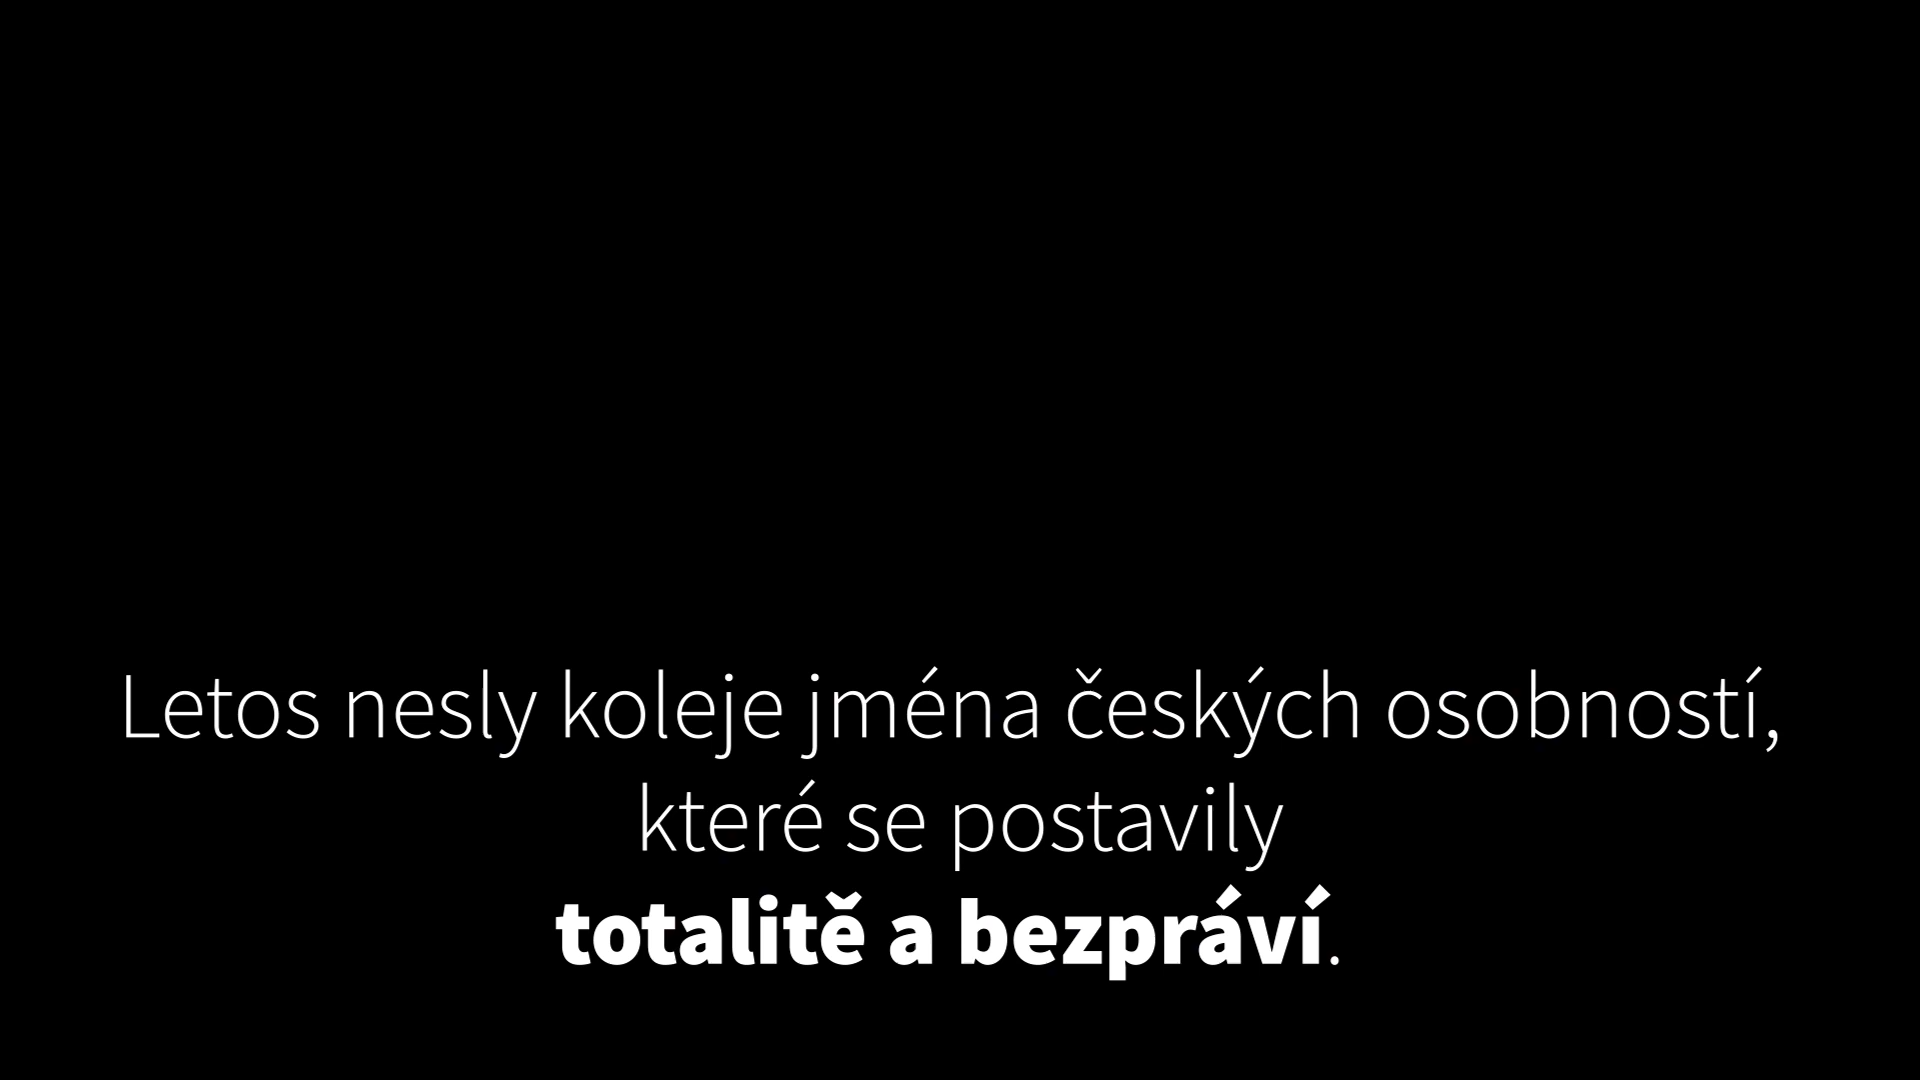 Letos nesly koleje jména českých osobností,
které se postavily
totalitě a bezpráví.